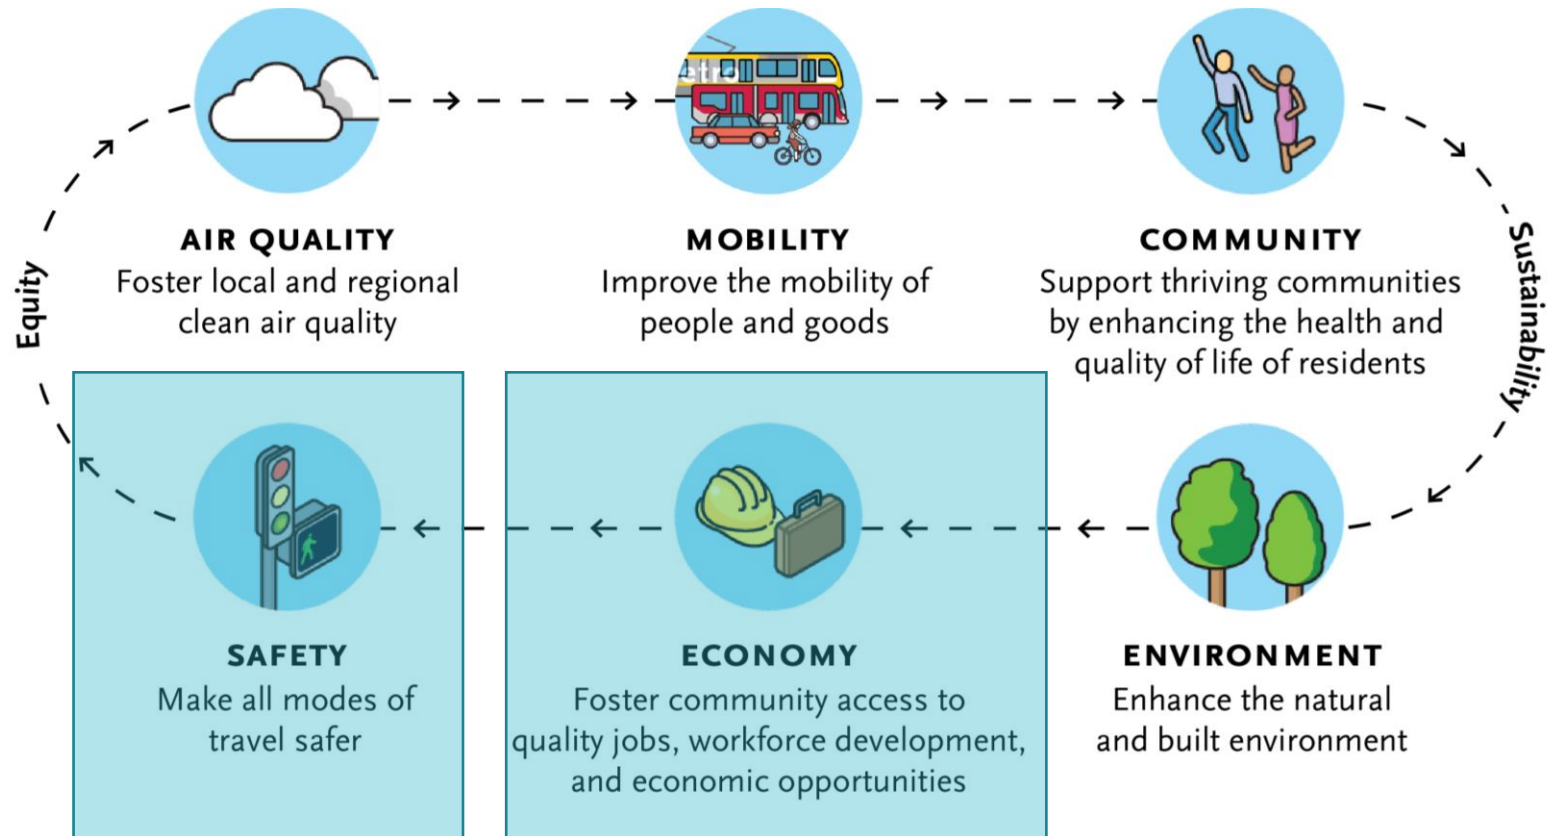 etro
AIR QUALITY
Foster local and regional
clean air quality
MOBILITY
Improve the mobility of
people and goods
COMMUNITY
Support thriving communities
by enhancing the health and
quality of life of residents
Equity
Sustainability
SAFETY
Make all modes of
travel safer
ECONOMY
Foster community access to
quality jobs, workforce development,
and economic opportunities
ENVIRONMENT
Enhance the natural
and built environment